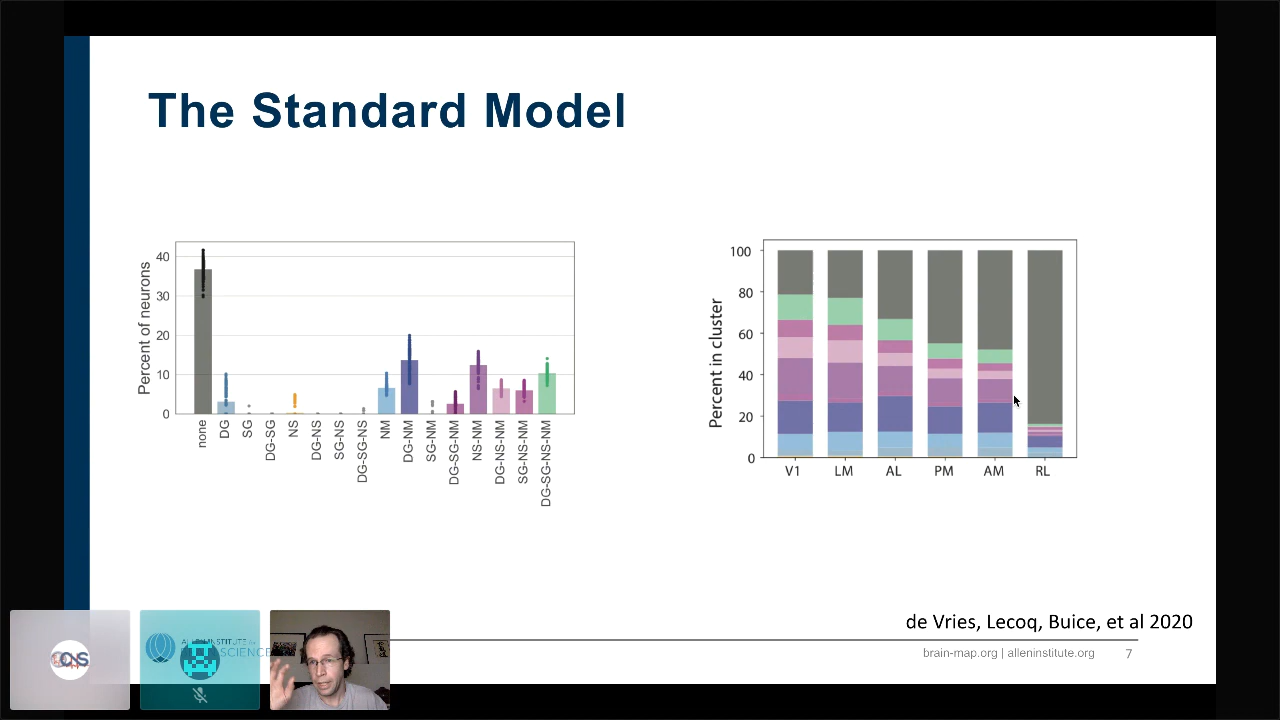 The Standard Model
Percent of neurons
40
30
20
10
0
none
DG
SG
DG-SG
NS
DG-NS
SG-NS
DG-SG-NS
NM
DG-NM
SG-NM
DG-SG-NM
NS-NM
DG-NS-NM
SG-NS-NM
DG-SG-NS-NM
Percent in cluster
100
80
60
40
20
0
V1
LM
AL
PM
AM
RL
de Vries, Lecoq, Buice, et al 2020
brain-map.org | alleninstitute.org
7
SCIENCE